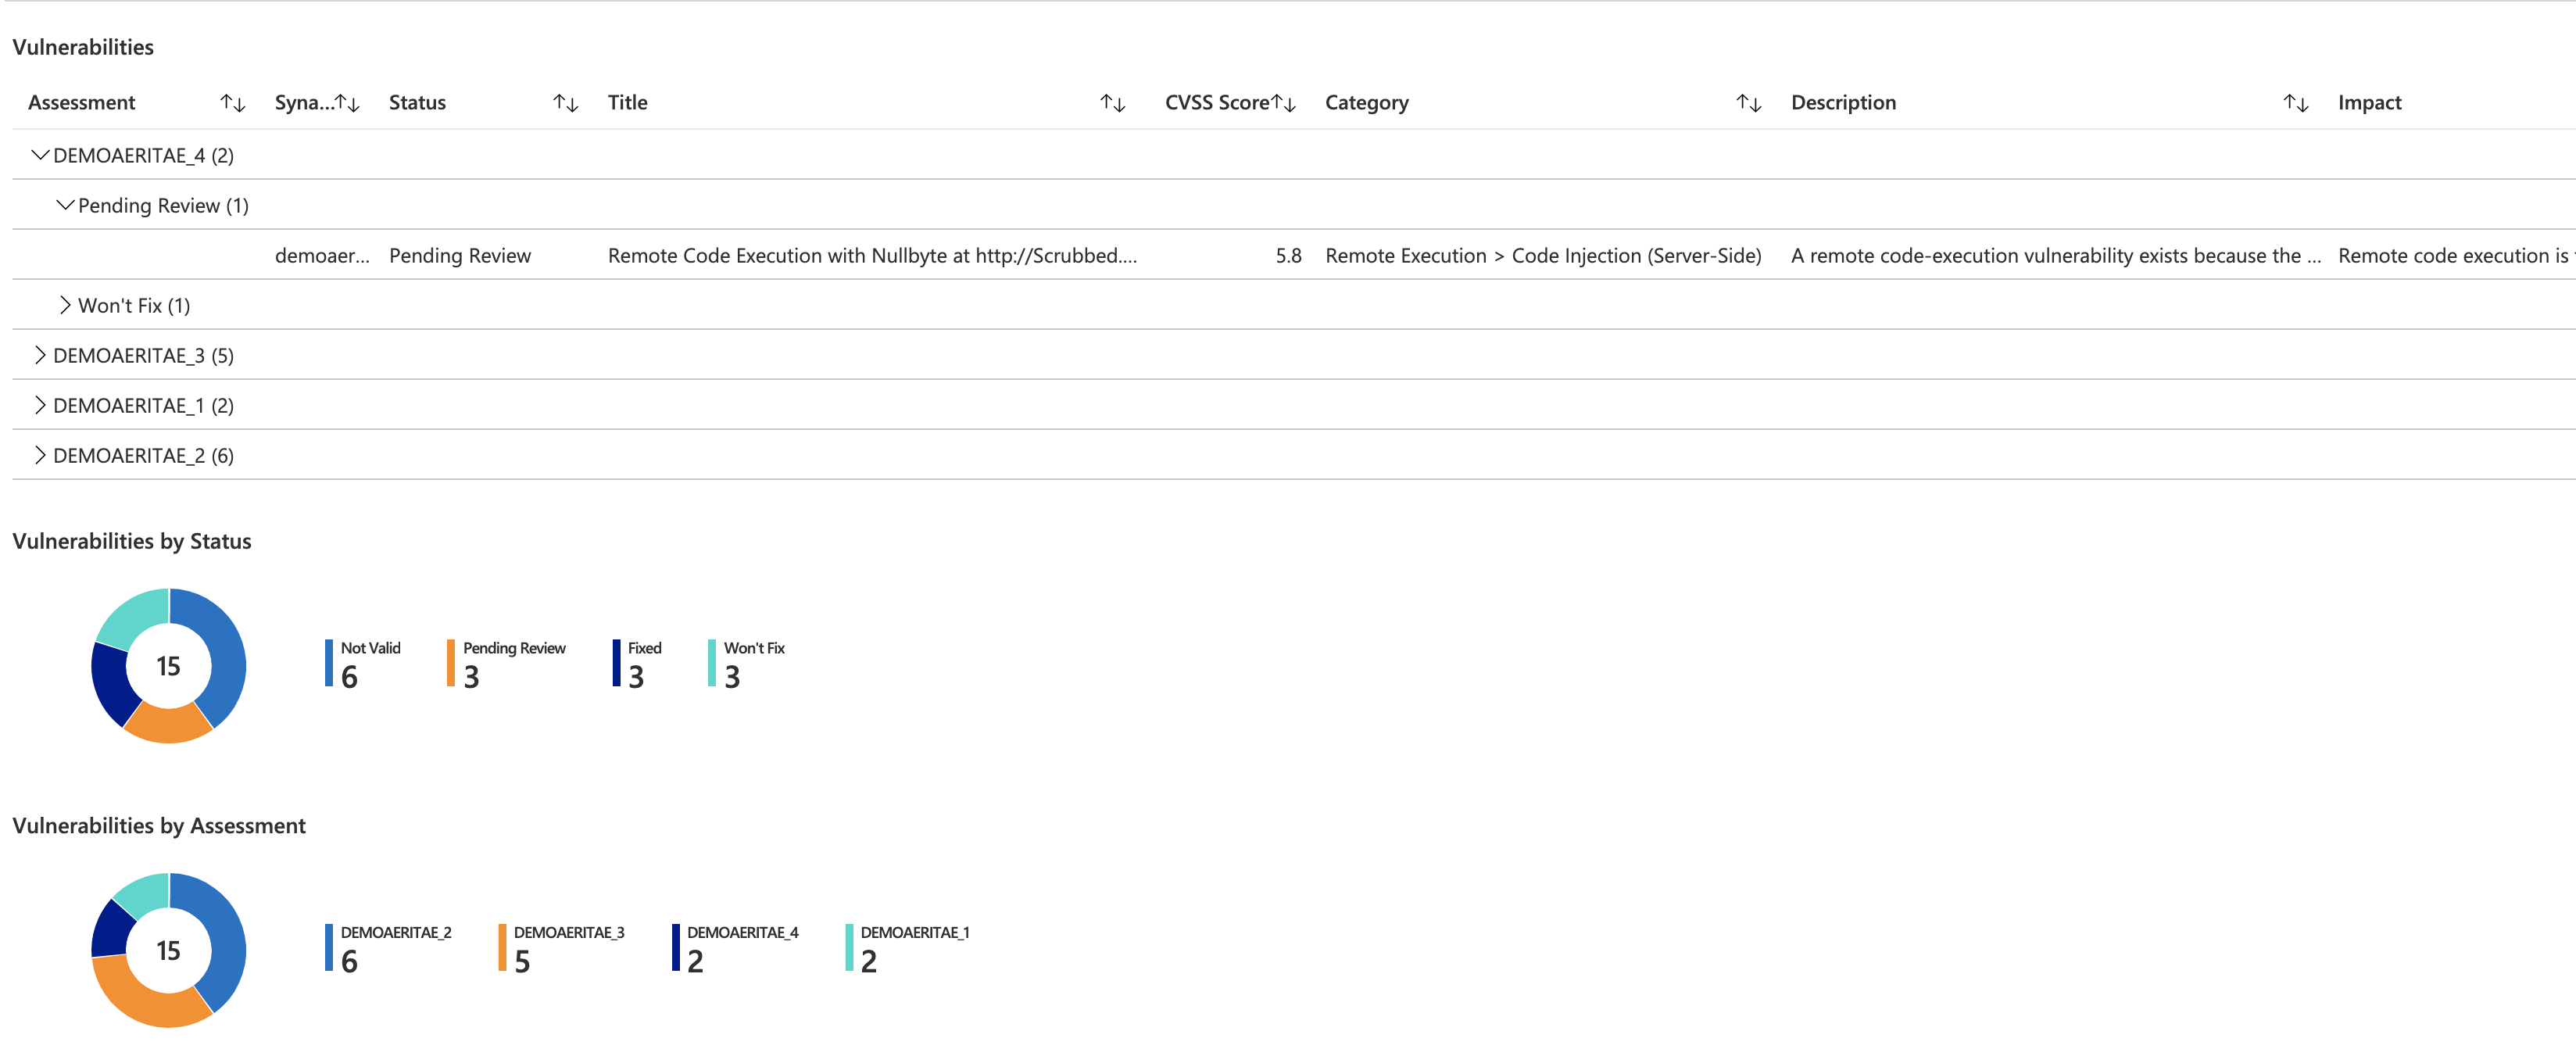 Vulnerabilities
Assessment Syna... Status Title CVSS Score Category Description Impact
DEMOAERITAE_4 (2)
Pending Review (1)
demoaer... Pending Review Remote Code Execution with Nullbyte at http://Scrubbed.... 5.8 Remote Execution > Code Injection (Server-Side) A remote code-execution vulnerability exists because the ... Remote code execution is
Won't Fix (1)
DEMOAERITAE_3 (5)
DEMOAERITAE_1 (2)
DEMOAERITAE_2 (6)
Vulnerabilities by Status
15
Not Valid Pending Review Fixed Won't Fix
6 3 3 3
Vulnerabilities by Assessment
15
DEMOAERITAE_2 DEMOAERITAE_3 DEMOAERITAE_4 DEMOAERITAE_1
6 5 2 2